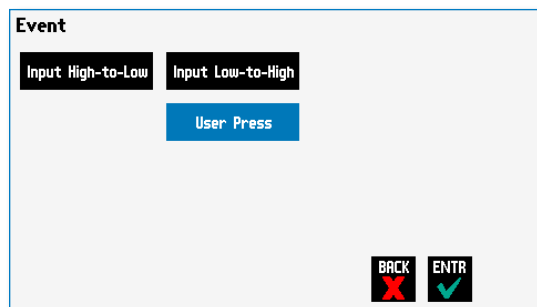 Event
Input High-to-Low
Input Low-to-High
User Press
BACK
ENTR